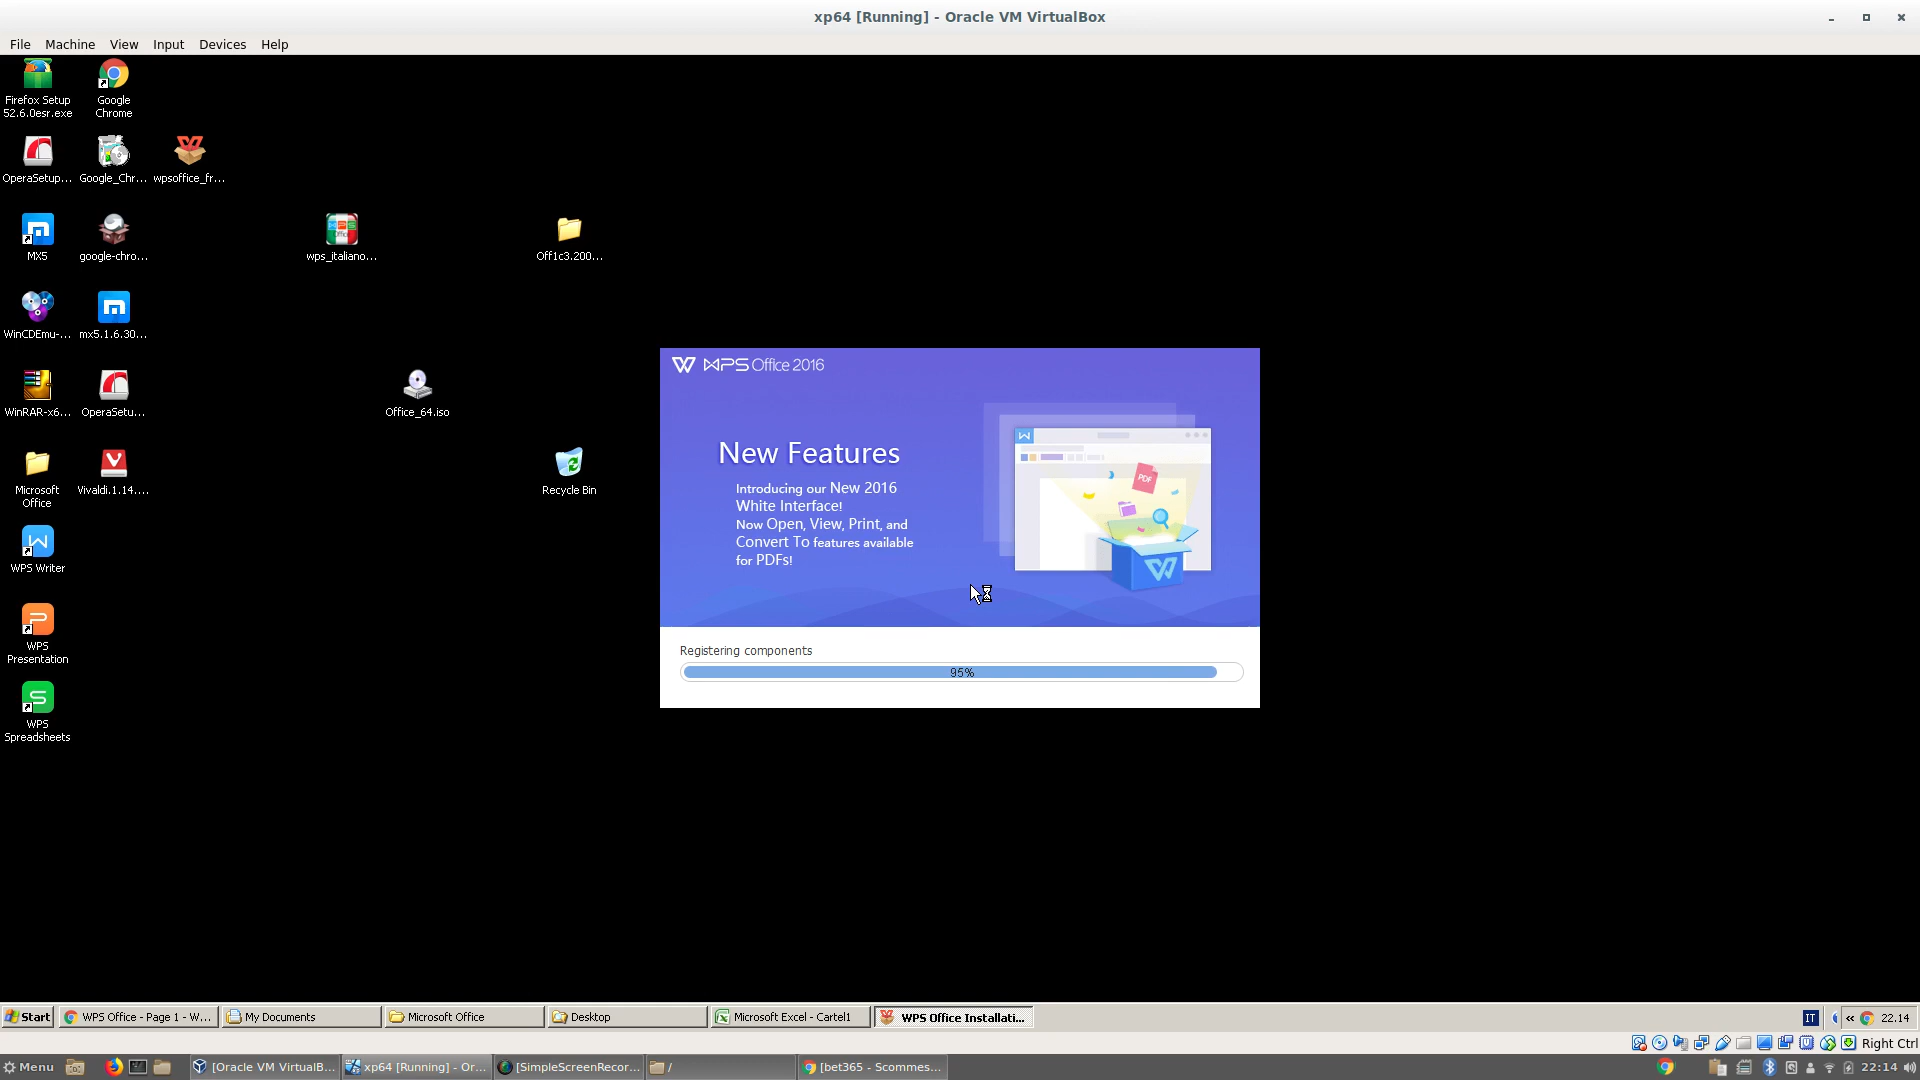 xp64 [Running] - Oracle VM VirtualBox
File Machine View Input Devices Help
Firefox Setup
52.6.0esr.exe
Google
Chrome
OperaSetup...
Google_Chr...
wpsoffice_fr...
MX5
google-chro...
wps_italiano...
Off1c3.200...
WinCDEmu-...
mx5.1.6.30...
WinRAR-x6...
OperaSetu...
Office_64.iso
Microsoft
Office
Vivaldi.1.14....
Recycle Bin
WPS Writer
WPS
Presentation
WPS
Spreadsheets
WPS Office 2016
New Features
Introducing our New 2016
White Interface!
Now Open, View, Print, and
Convert To features available
for PDFs!
PDF
Registering components
95%
Start
WPS Office - Page 1 - W...
My Documents
Microsoft Office
Desktop
Microsoft Excel - Cartel1
WPS Office Installati...
IT
«
22.14
Right Ctrl
Menu
[Oracle VM VirtualB...
xp64 [Running] - Or...
[SimpleScreenRecor...
/
[bet365 - Scommes...
22:14